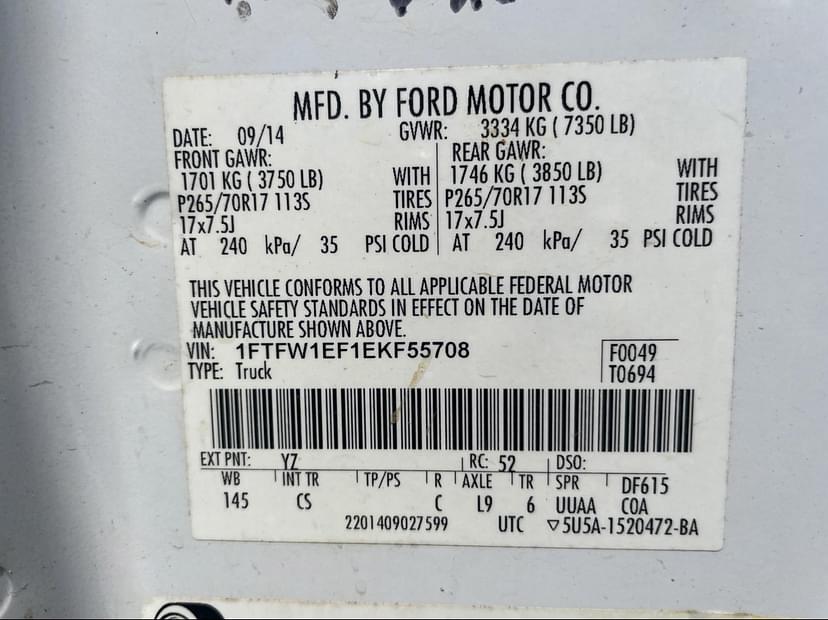 MFD. BY FORD MOTOR CO.
DATE: 09/14 GVWR: 3334 KG ( 7350 LB)
FRONT GAWR: REAR GAWR:
1701 KG ( 3750 LB) WITH 1746 KG ( 3850 LB) WITH
P265/70R17 113S TIRES P265/70R17 113S TIRES
17x7.5J RIMS 17x7.5J RIMS
AT 240 kPa/ 35 PSI COLD AT 240 kPa/ 35 PSI COLD
THIS VEHICLE CONFORMS TO ALL APPLICABLE FEDERAL MOTOR
VEHICLE SAFETY STANDARDS IN EFFECT ON THE DATE OF
MANUFACTURE SHOWN ABOVE.
VIN: 1FTFW1EF1EKF55708 F0049
TYPE: Truck T0694
EXT PNT: YZ RC: 52 DSO:
WB INT TR TP/PS R AXLE TR SPR DF615
145 CS C L9 6 UUAA COA
2201409027599 UTC ▽5U5A-1520472-BA